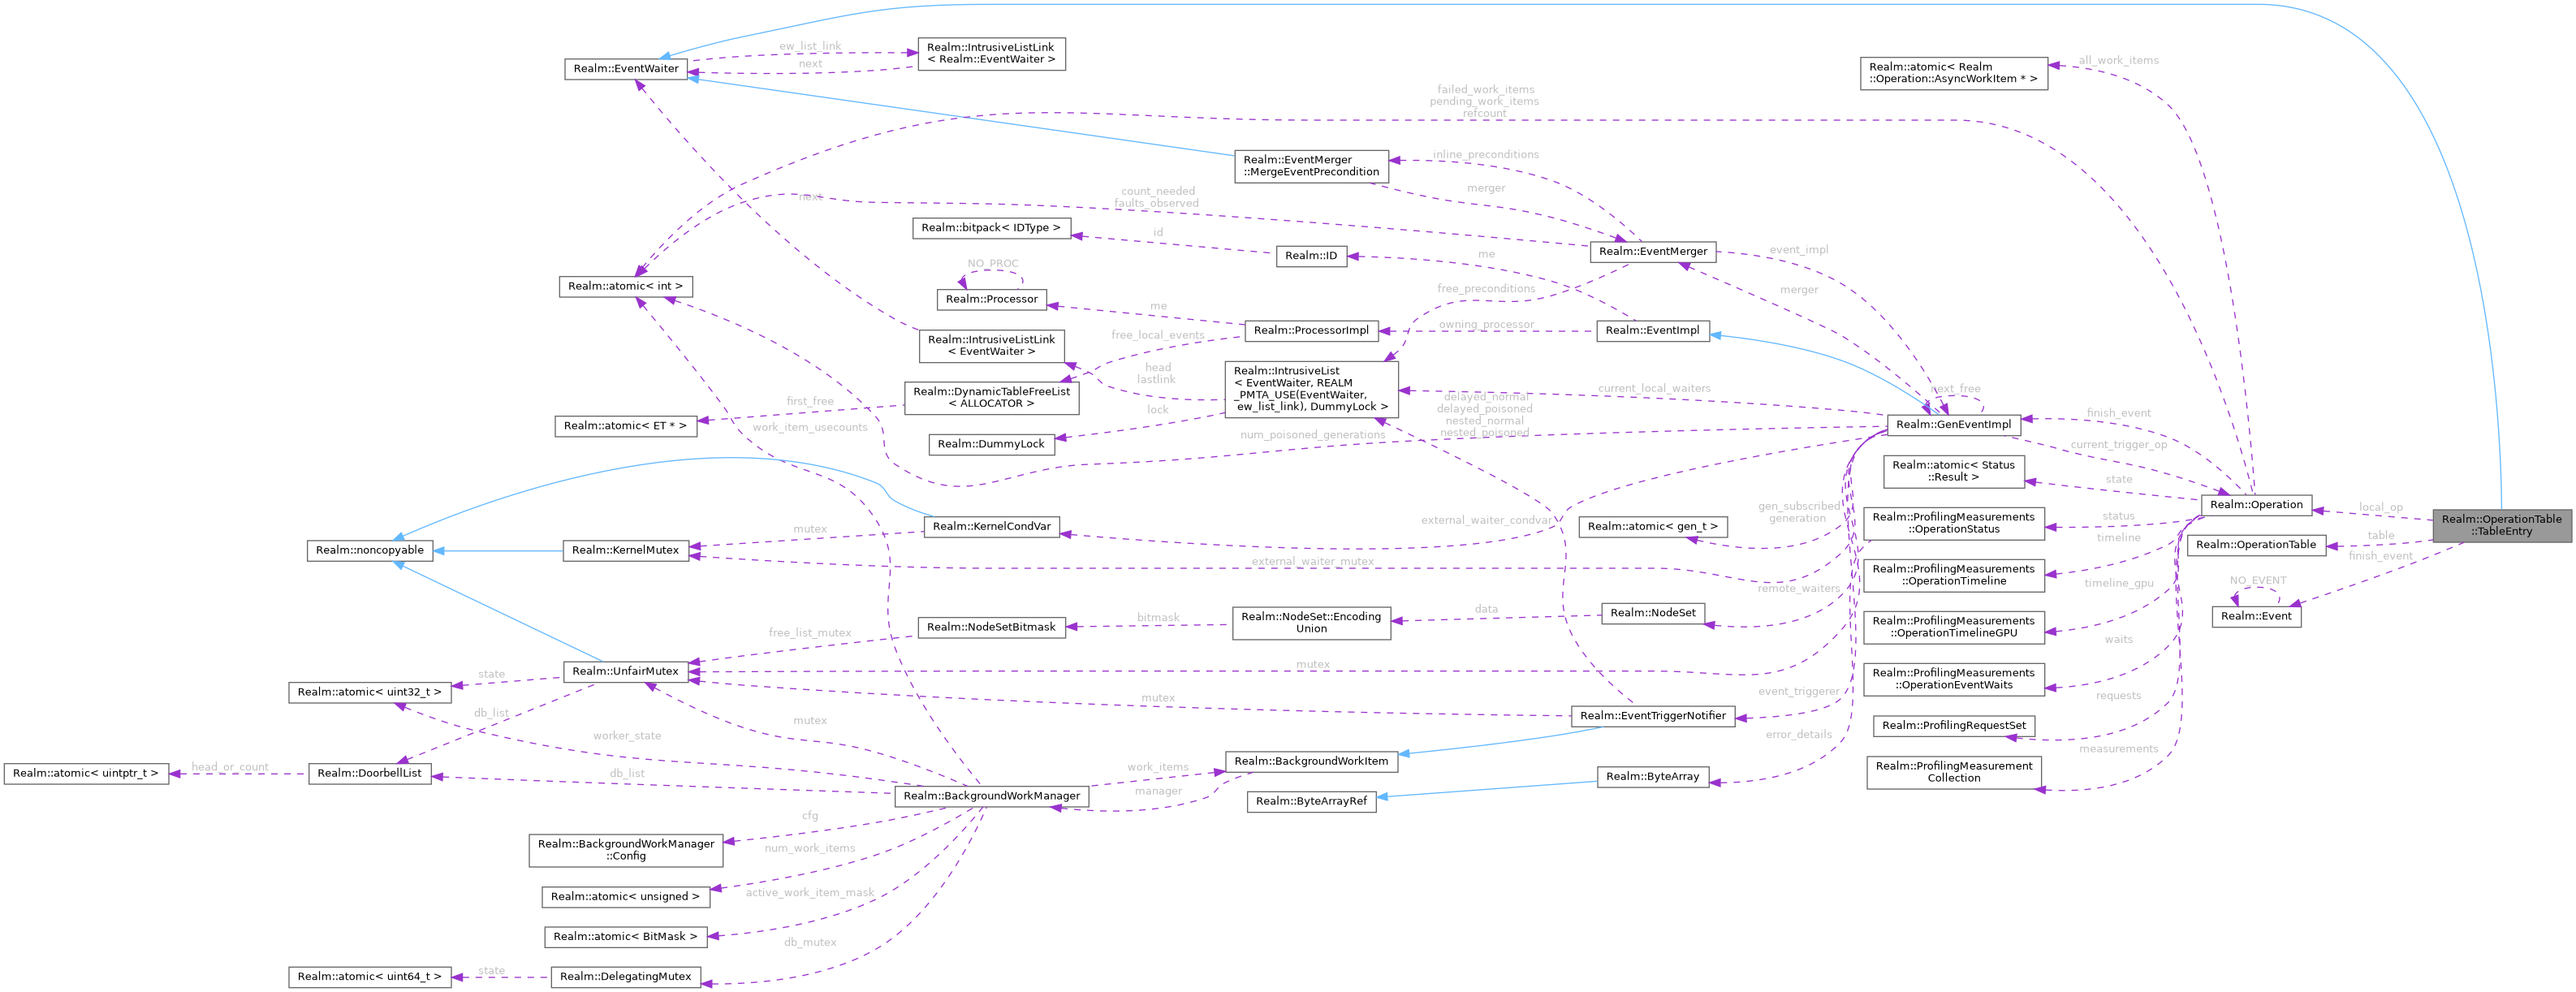 Realm::EventWaiter
ew_list_link
next
Realm::IntrusiveListLink
< Realm::EventWaiter >
Realm::atomic< Realm
::Operation::AsyncWorkItem * >
all_work_items
failed_work_items
pending_work_items
refcount
Realm::EventMerger
::MergeEventPrecondition
inline_preconditions
merger
next
count_needed
faults_observed
Realm::bitpack< IDType >
id
Realm::ID
me
Realm::EventMerger
event_impl
NO_PROC
Realm::Processor
Realm::atomic< int >
free_preconditions
merger
me
Realm::ProcessorImpl
owning_processor
Realm::EventImpl
Realm::IntrusiveListLink
< EventWaiter >
free_local_events
head
lastlink
Realm::IntrusiveList
< EventWaiter, REALM
_PMTA_USE(EventWaiter,
ew_list_link), DummyLock >
current_local_waiters
next_free
Realm::DynamicTableFreeList
< ALLOCATOR >
first_free
Realm::atomic< ET * >
lock
Realm::DummyLock
work_item_usecounts
num_poisoned_generations
delayed_normal
delayed_poisoned
nested_normal
nested_poisoned
Realm::GenEventImpl
finish_event
current_trigger_op
Realm::atomic< Status
::Result >
state
Realm::Operation
local_op
Realm::OperationTable
::TableEntry
Realm::noncopyable
Realm::KernelMutex
mutex
Realm::KernelCondVar
external_waiter_condvar
external_waiter_mutex
Realm::atomic< gen_t >
gen_subscribed
generation
Realm::ProfilingMeasurements
::OperationStatus
status
timeline
Realm::OperationTable
table
finish_event
Realm::ProfilingMeasurements
::OperationTimeline
remote_waiters
timeline_gpu
NO_EVENT
Realm::Event
Realm::NodeSetBitmask
free_list_mutex
bitmask
Realm::NodeSet::Encoding
Union
data
Realm::NodeSet
Realm::ProfilingMeasurements
::OperationTimelineGPU
waits
Realm::UnfairMutex
mutex
Realm::ProfilingMeasurements
::OperationEventWaits
requests
Realm::atomic< uint32_t >
state
db_list
mutex
mutex
event_triggerer
Realm::EventTriggerNotifier
Realm::ProfilingRequestSet
worker_state
error_details
measurements
Realm::atomic< uintptr_t >
head_or_count
Realm::DoorbellList
db_list
work_items
manager
Realm::BackgroundWorkItem
Realm::ByteArray
Realm::ProfilingMeasurement
Collection
Realm::BackgroundWorkManager
Realm::ByteArrayRef
cfg
Realm::BackgroundWorkManager
::Config
num_work_items
Realm::atomic< unsigned >
active_work_item_mask
Realm::atomic< BitMask >
db_mutex
Realm::atomic< uint64_t >
state
Realm::DelegatingMutex